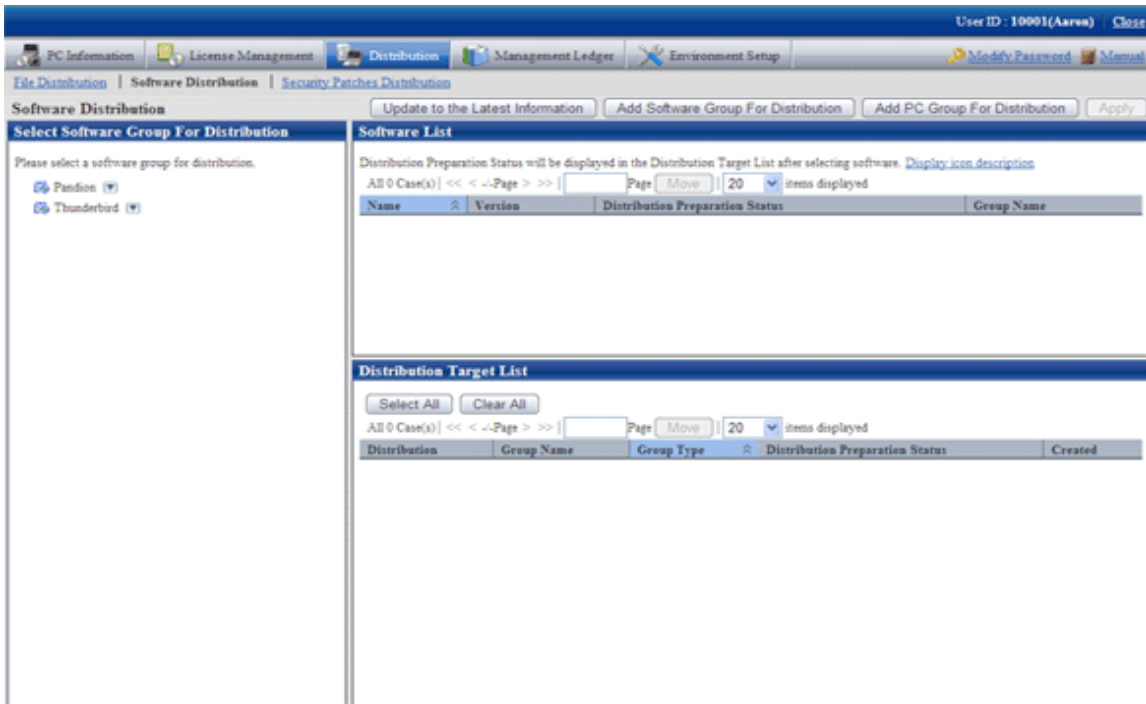 User ID : 10001(Aaron) Close
PC Information License Management Distribution Management Ledger Environment Setup Modify Password Manual
File Distribution | Software Distribution | Security Patches Distribution
Software Distribution Update to the Latest Information Add Software Group For Distribution Add PC Group For Distribution Apply
Select Software Group For Distribution
Please select a software group for distribution.
Pandion
Thunderbird
Software List
Distribution Preparation Status will be displayed in the Distribution Target List after selecting software. Display icon description
All 0 Case(s) | << < -/-Page > >> | Page Move | 20 items displayed
Name Version Distribution Preparation Status Group Name
Distribution Target List
Select All Clear All
All 0 Case(s) | << < -/-Page > >> | Page Move | 20 items displayed
Distribution Group Name Group Type Distribution Preparation Status Created